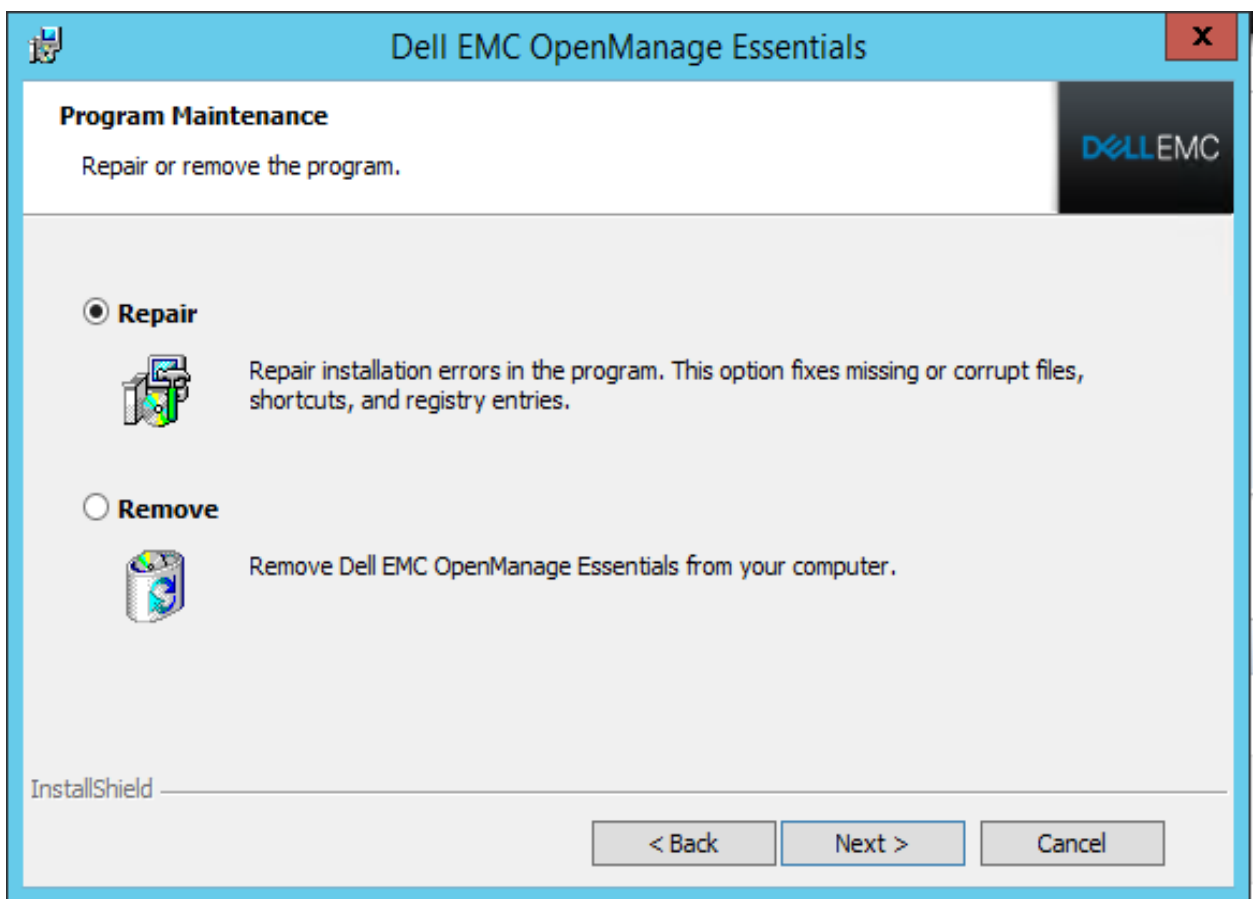 Dell EMC OpenManage Essentials
x
Program Maintenance
Repair or remove the program.
DELLEMC
Repair
Repair installation errors in the program. This option fixes missing or corrupt files,
shortcuts, and registry entries.
Remove
Remove Dell EMC OpenManage Essentials from your computer.
InstallShield
< Back
Next >
Cancel